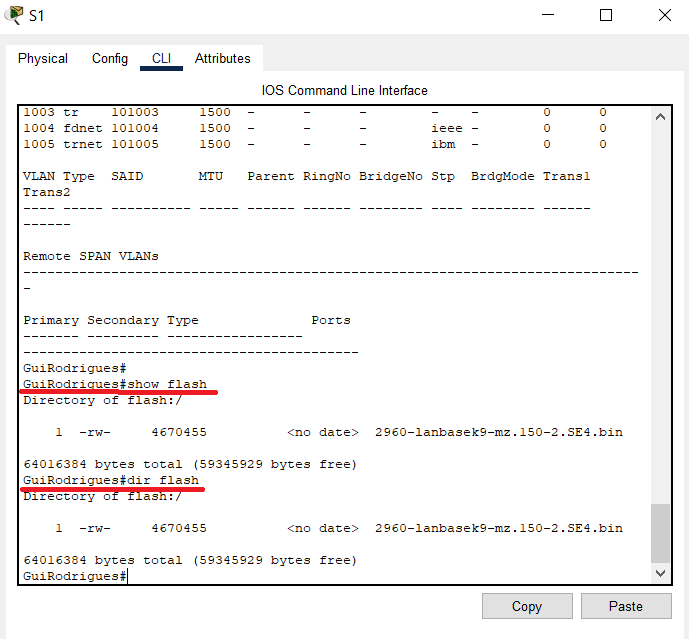 S1
Physical Config CLI Attributes
IOS Command Line Interface
1003 tr    101003     1500  -      -      -        -    -        0      0
1004 fdnet 101004     1500  -      -      -        ieee -        0      0
1005 trnet 101005     1500  -      -      -        ibm  -        0      0
VLAN Type  SAID       MTU   Parent RingNo BridgeNo Stp  BrdgMode Trans1
Trans2
---- ----- ---------- ----- ------ ------ -------- ---- -------- ------
------
Remote SPAN VLANs
-----------------------------------------------------------------------------
-
Primary Secondary Type              Ports
------- --------- -----------------
------------------------------------------
GuiRodrigues#
GuiRodrigues#show flash
Directory of flash:/
    1  -rw-     4670455          <no date>  2960-lanbasek9-mz.150-2.SE4.bin
64016384 bytes total (59345929 bytes free)
GuiRodrigues#dir flash
Directory of flash:/
    1  -rw-     4670455          <no date>  2960-lanbasek9-mz.150-2.SE4.bin
64016384 bytes total (59345929 bytes free)
GuiRodrigues#
Copy Paste